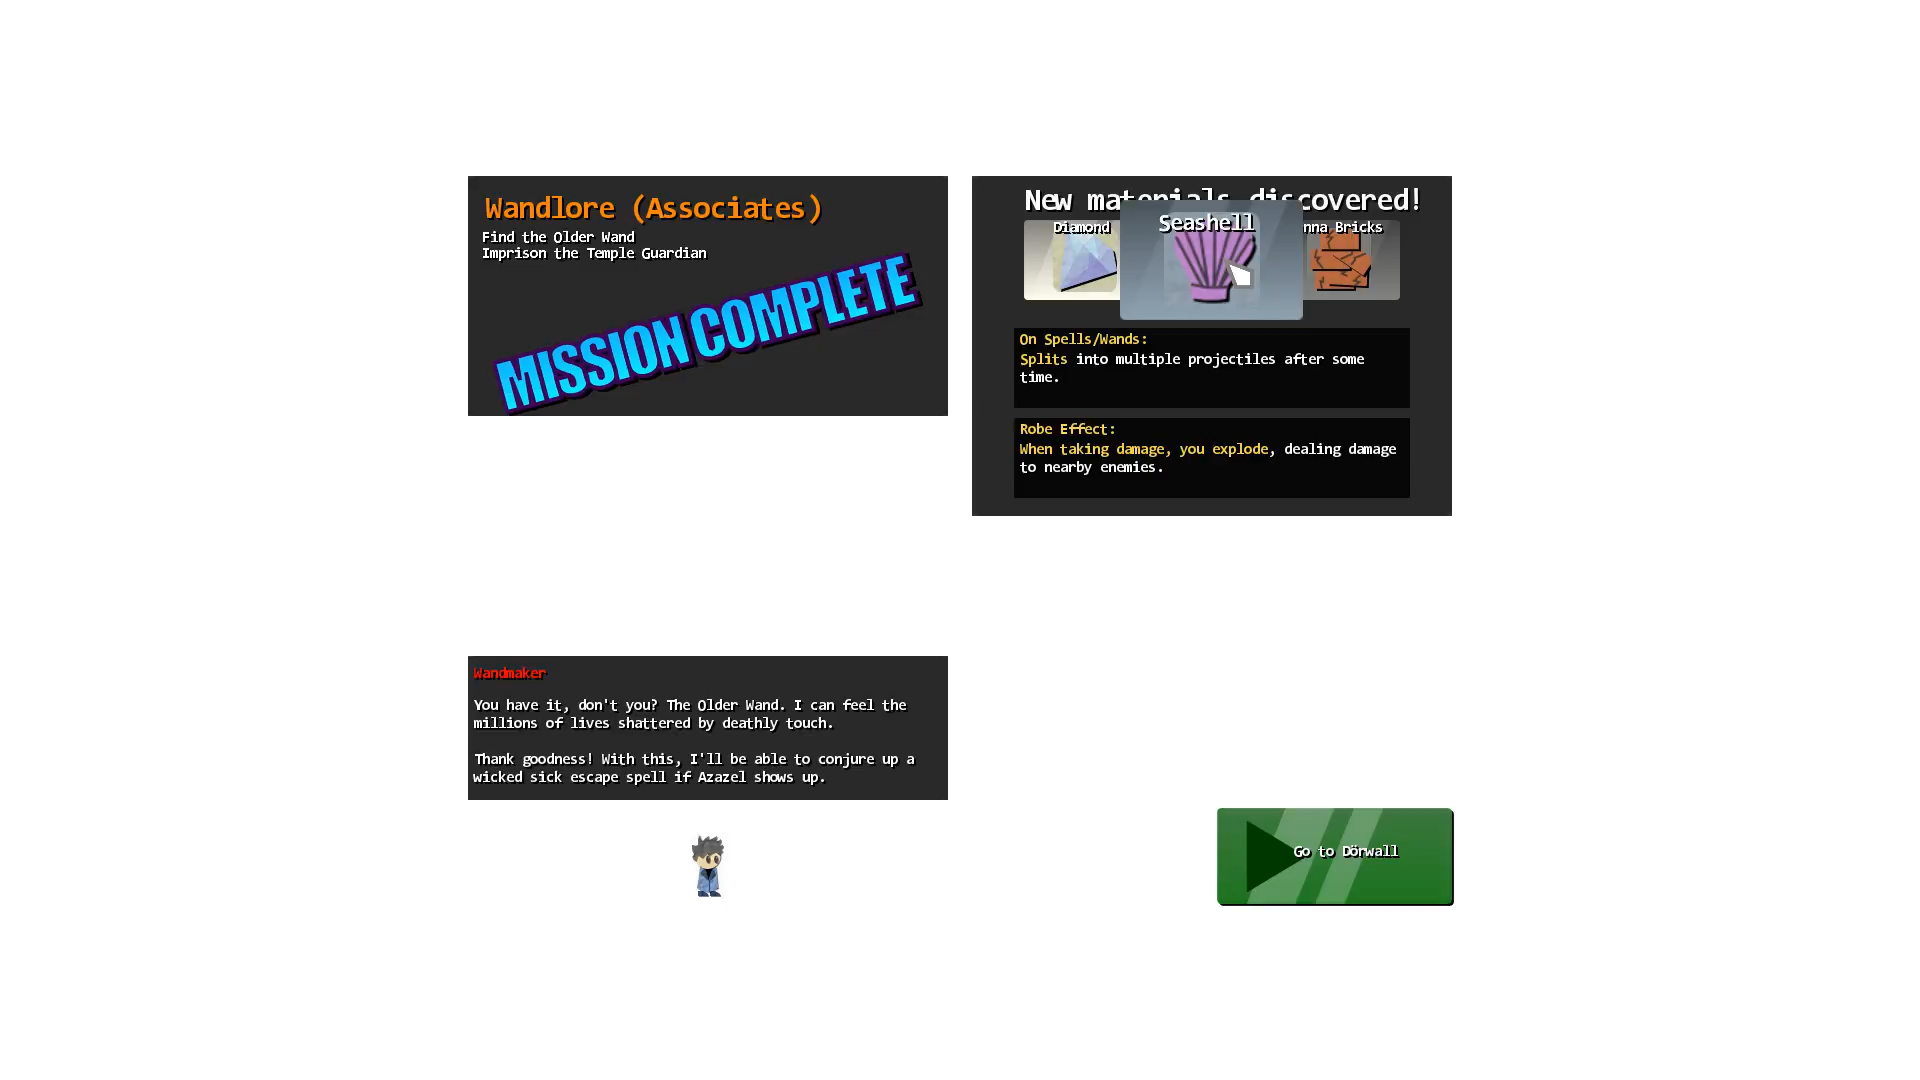 Wandlore (Associates)
Find the Older Wand
Imprison the Temple Guardian
MISSION COMPLETE
New materials discovered!
Diamond
Seashell
nna Bricks
On Spells/Wands:
Splits into multiple projectiles after some
time.
Robe Effect:
When taking damage, you explode, dealing damage
to nearby enemies.
Wandmaker
You have it, don't you? The Older Wand. I can feel the
millions of lives shattered by deathly touch.
Thank goodness! With this, I'll be able to conjure up a
wicked sick escape spell if Azazel shows up.
Go to Dörwall